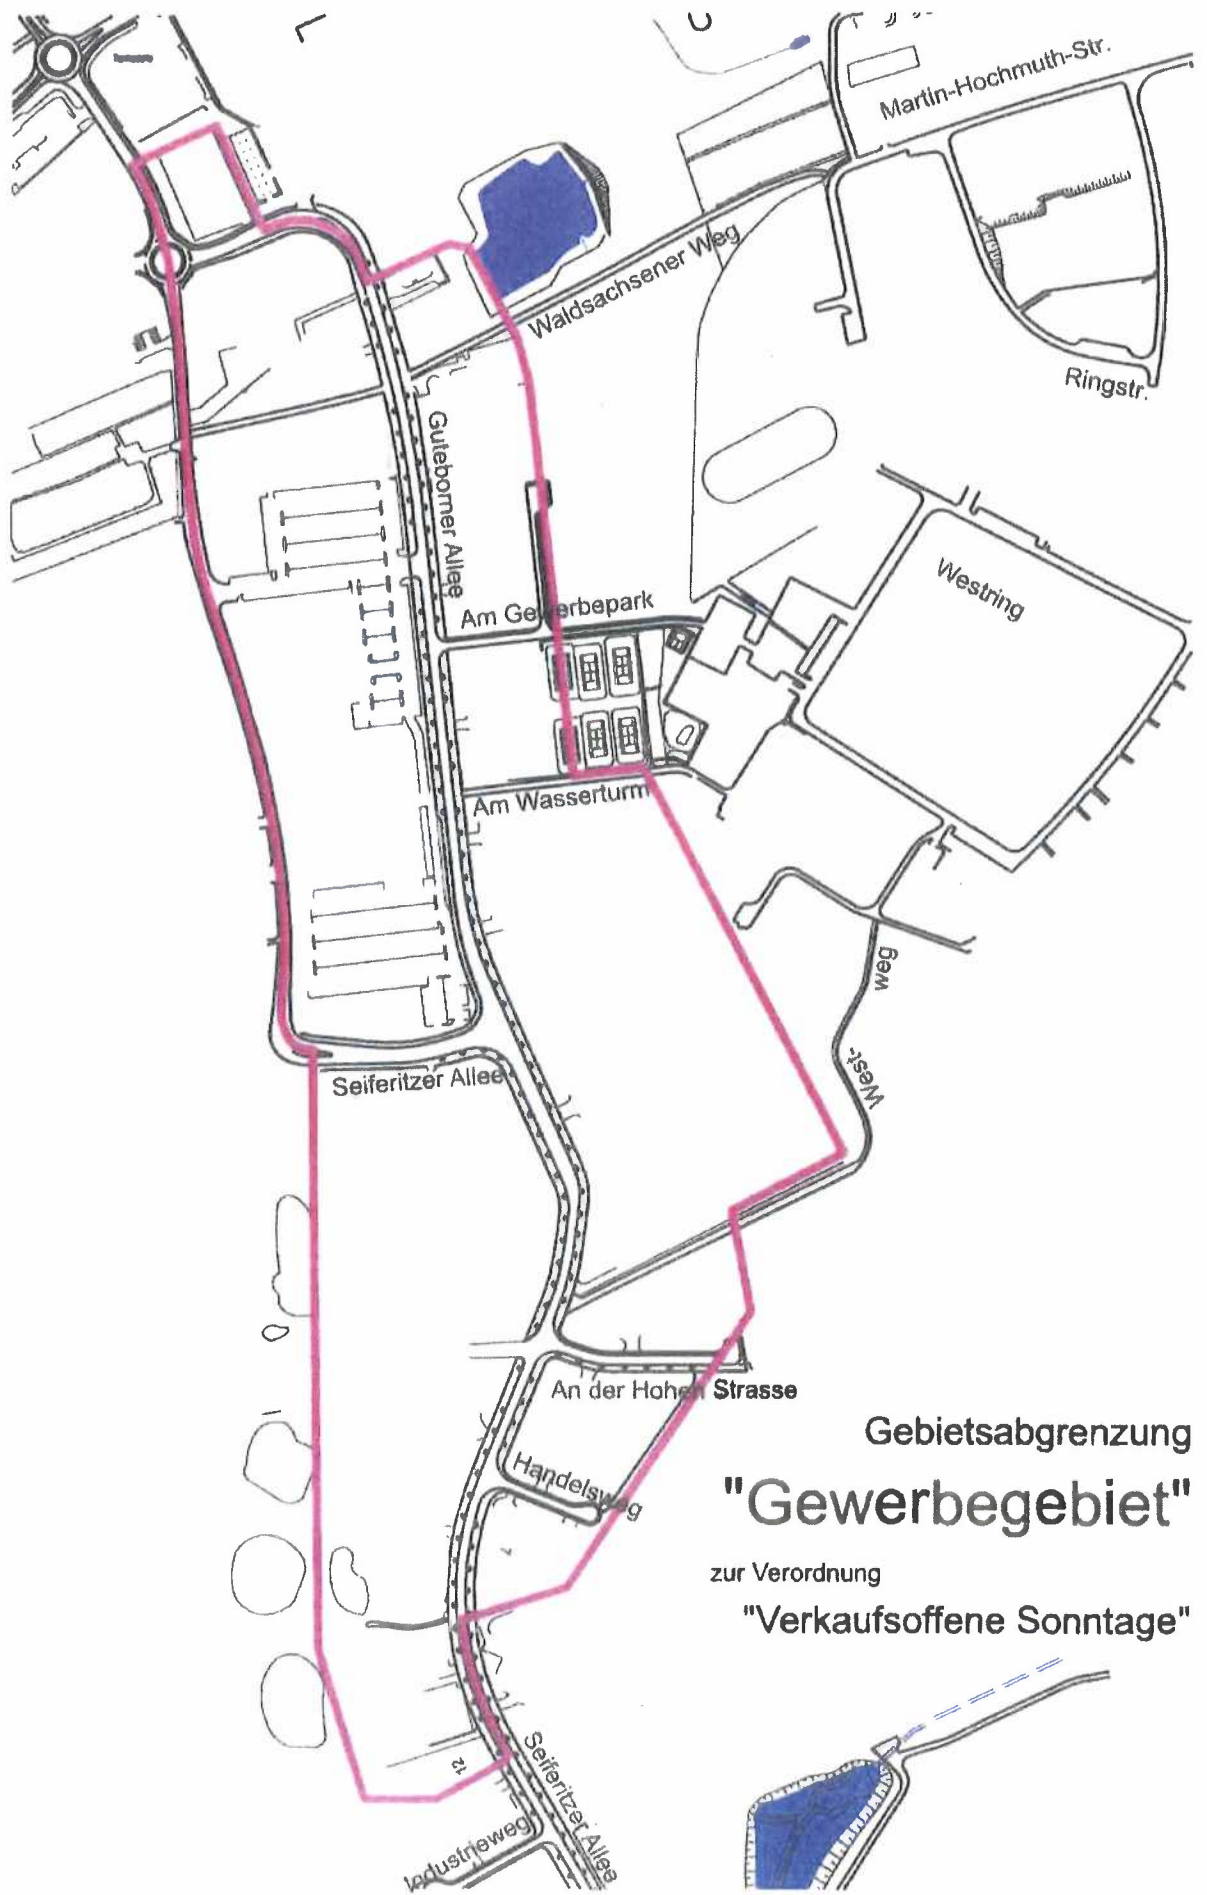 Martin-Hochmuth-Str.
Waldsachsener Weg
Ringstr.
Guteborner Allee
Westring
Am Gewerbepark
Am Wasserturm
weg
West-
Seiferitzer Allee
An der Hohen Strasse
Handelsweg
Gebietsabgrenzung
"Gewerbegebiet"
zur Verordnung
"Verkaufsoffene Sonntage"
12
Seiferitzer Allee
Industrieweg